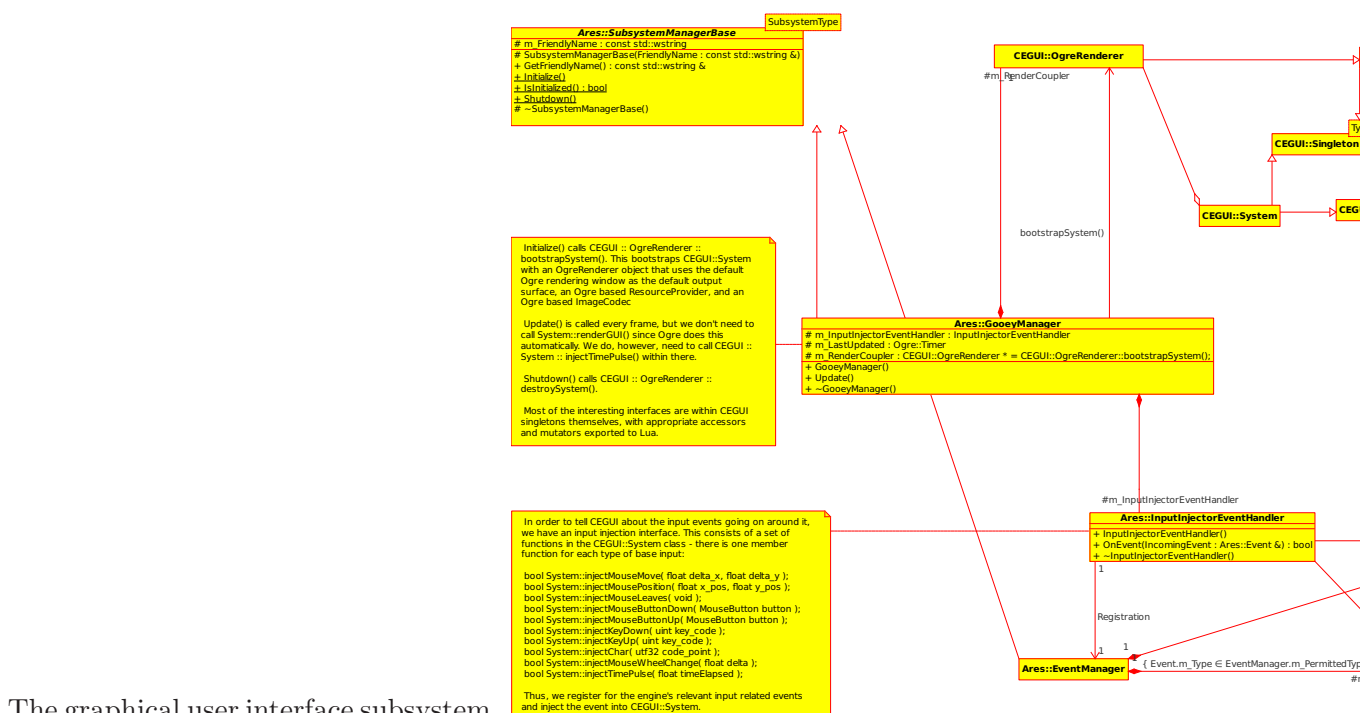 SubsystemType
Ares::SubsystemManagerBase
# m_FriendlyName : const std::wstring
# SubsystemManagerBase(FriendlyName : const std::wstring &)
+ GetFriendlyName() : const std::wstring &
+ Initialize()
+ IsInitialized() : bool
+ Shutdown()
# ~SubsystemManagerBase()
CEGUI::OgreRenderer
#m_RenderCoupler
1
CEGUI::Singleton
CEGUI::System
bootstrapSystem()
Initialize() calls CEGUI :: OgreRenderer ::
bootstrapSystem(). This bootstraps CEGUI::System
with an OgreRenderer object that uses the default
Ogre rendering window as the default output
surface, an Ogre based ResourceProvider, and an
Ogre based ImageCodec
Update() is called every frame, but we don't need to
call System::renderGUI() since Ogre does this
automatically. We do, however, need to call CEGUI ::
System :: injectTimePulse() within there.
Shutdown() calls CEGUI :: OgreRenderer ::
destroySystem().
Most of the interesting interfaces are within CEGUI
singletons themselves, with appropriate accessors
and mutators exported to Lua.
Ares::GooeyManager
# m_InputInjectorEventHandler : InputInjectorEventHandler
# m_LastUpdated : Ogre::Timer
# m_RenderCoupler : CEGUI::OgreRenderer * = CEGUI::OgreRenderer::bootstrapSystem();
+ GooeyManager()
+ Update()
+ ~GooeyManager()
#m_InputInjectorEventHandler
Ares::InputInjectorEventHandler
+ InputInjectorEventHandler()
+ OnEvent(IncomingEvent : Ares::Event &) : bool
+ ~InputInjectorEventHandler()
1
Registration
1
1
1
Ares::EventManager
{ Event.m_Type ∈ EventManager.m_PermittedTyp
In order to tell CEGUI about the input events going on around it,
we have an input injection interface. This consists of a set of
functions in the CEGUI::System class - there is one member
function for each type of base input:
bool System::injectMouseMove( float delta_x, float delta_y );
bool System::injectMousePosition( float x_pos, float y_pos );
bool System::injectMouseLeaves( void );
bool System::injectMouseButtonDown( MouseButton button );
bool System::injectMouseButtonUp( MouseButton button );
bool System::injectKeyDown( uint key_code );
bool System::injectKeyUp( uint key_code );
bool System::injectChar( utf32 code_point );
bool System::injectMouseWheelChange( float delta );
bool System::injectTimePulse( float timeElapsed );
Thus, we register for the engine's relevant input related events
and inject the event into CEGUI::System.
The graphical user interface subsystem